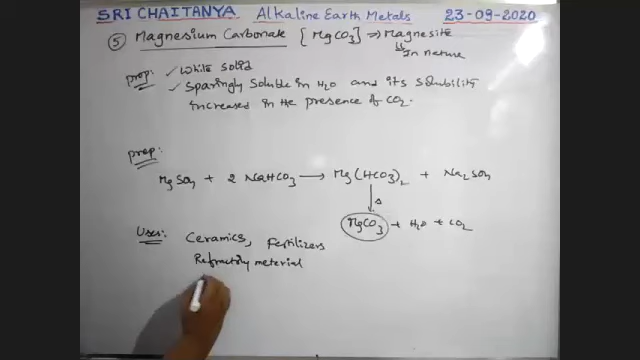 SRI CHAITANYA Alkaline Earth Metals 23-09-2020
⑤ Magnesium Carbonate [MgCO3] ⇒ Magnesite
⇓
In nature
prop: ✓ White solid
✓ Sparingly Soluble in H2O and its solubility
increased in the presence of CO2.
prep:
MgSO4 + 2 NaHCO3 ⟶ Mg(HCO3)2 + Na2SO4
↓ Δ
MgCO3 + H2O + CO2
Uses: Ceramics, Fertilizers
Refractory meterial